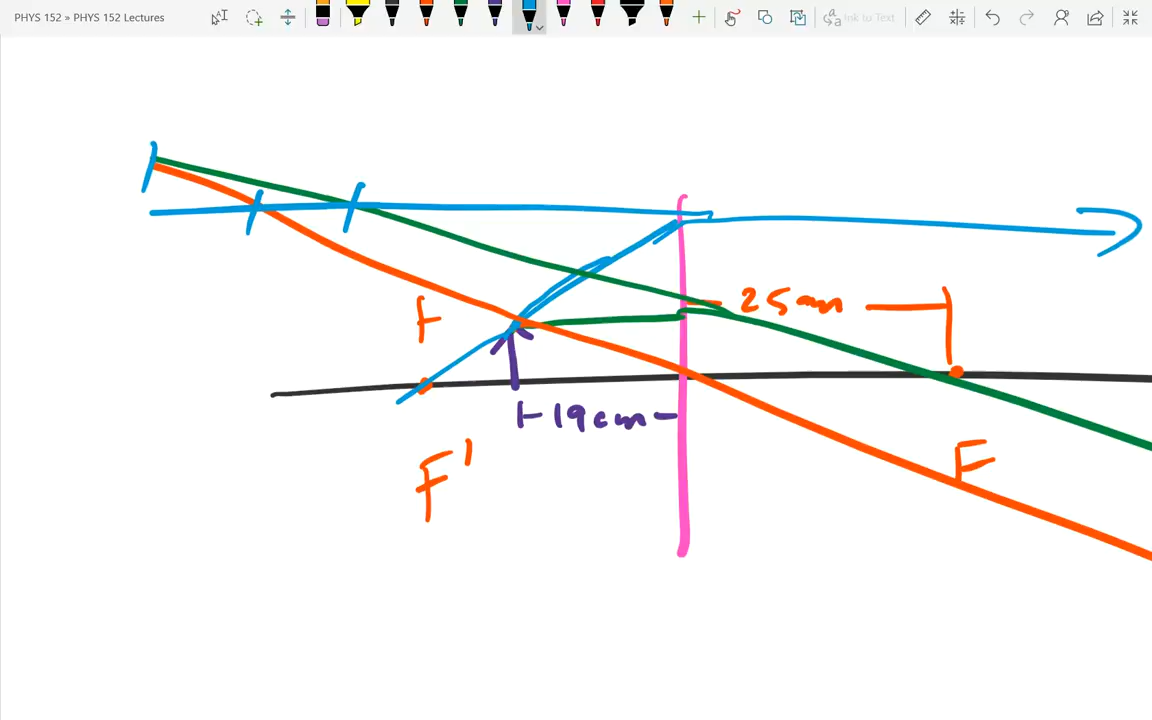 PHYS 152 » PHYS 152 Lectures
Ink to Text
25cm
F
19cm
F
F'